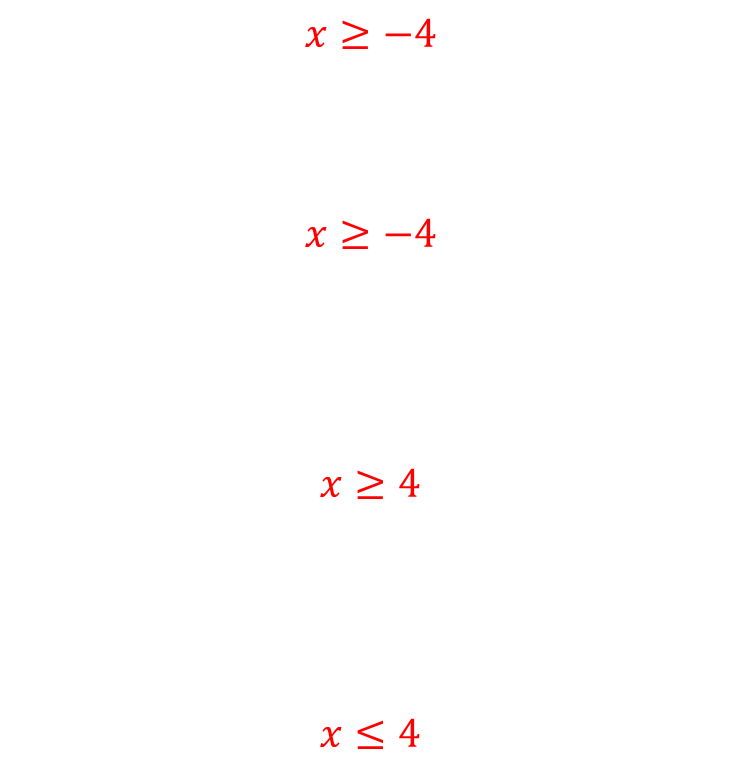 x ≥ −4
x ≥ −4
x ≥ 4
x ≤ 4